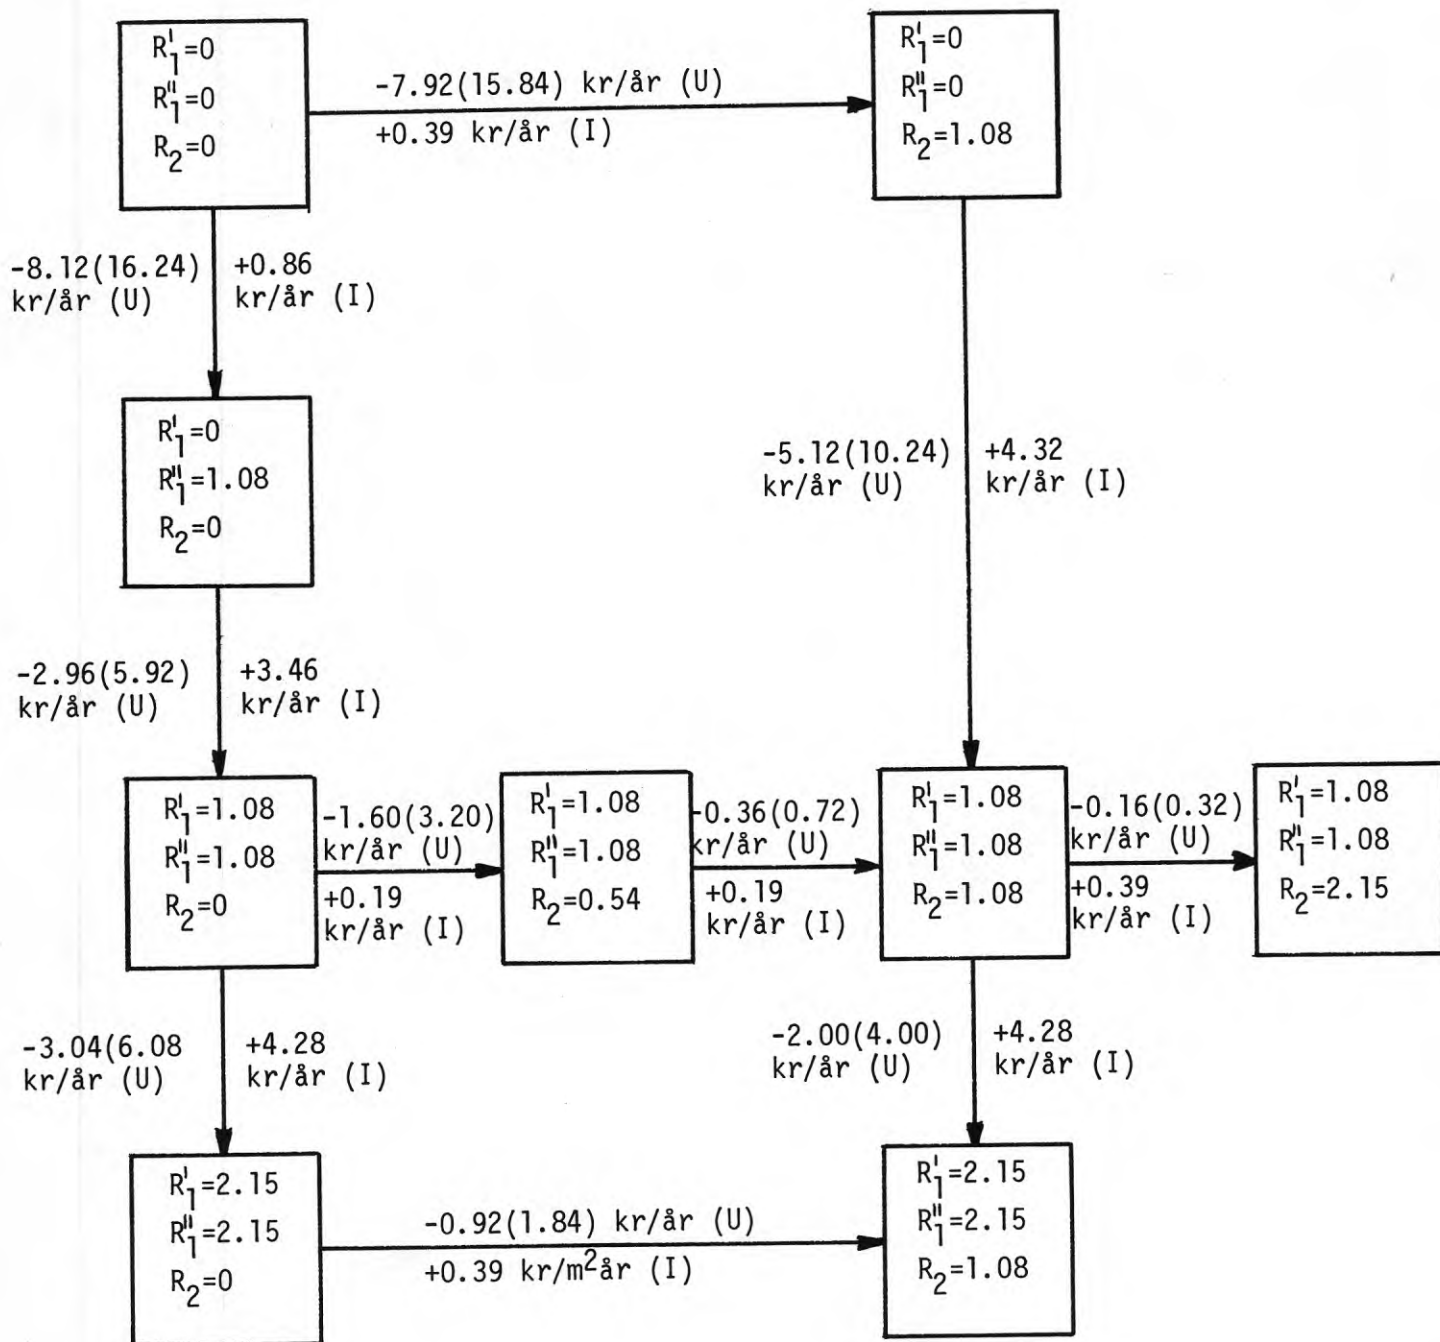 R'₁=0
R"₁=0
R₂=0
-7.92(15.84) kr/år (U)
+0.39 kr/år (I)
R'₁=0
R"₁=0
R₂=1.08
-8.12(16.24)
kr/år (U)
+0.86
kr/år (I)
R'₁=0
R"₁=1.08
R₂=0
-5.12(10.24)
kr/år (U)
+4.32
kr/år (I)
-2.96(5.92)
kr/år (U)
+3.46
kr/år (I)
R'₁=1.08
R"₁=1.08
R₂=0
-1.60(3.20)
kr/år (U)
+0.19
kr/år (I)
R'₁=1.08
R"₁=1.08
R₂=0.54
-0.36(0.72)
kr/år (U)
+0.19
kr/år (I)
R'₁=1.08
R"₁=1.08
R₂=1.08
-0.16(0.32)
kr/år (U)
+0.39
kr/år (I)
R'₁=1.08
R"₁=1.08
R₂=2.15
-3.04(6.08
kr/år (U)
+4.28
kr/år (I)
-2.00(4.00)
kr/år (U)
+4.28
kr/år (I)
R'₁=2.15
R"₁=2.15
R₂=0
-0.92(1.84) kr/år (U)
+0.39 kr/m²år (I)
R'₁=2.15
R"₁=2.15
R₂=1.08